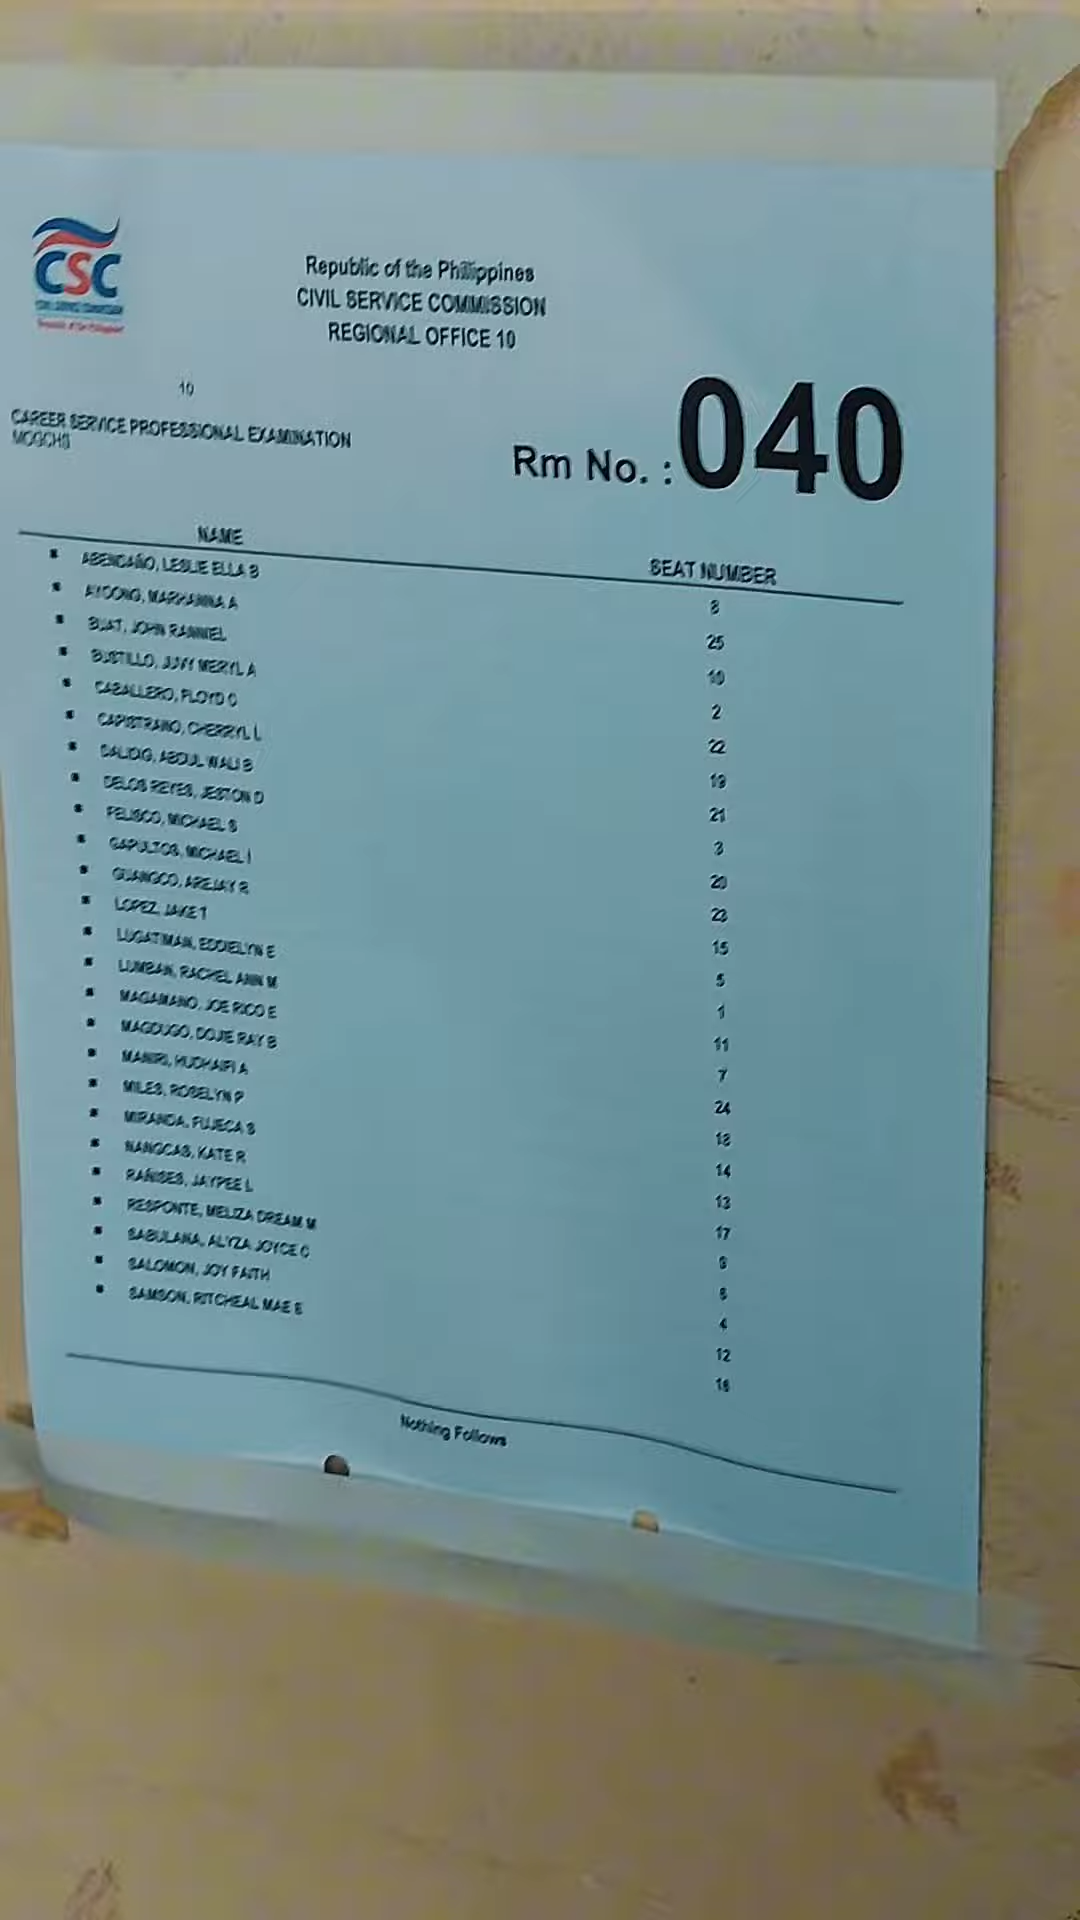 CSC
Republic of the Philippines
CIVIL SERVICE COMMISSION
REGIONAL OFFICE 10
10
CAREER SERVICE PROFESSIONAL EXAMINATION
MOGCHS
Rm No. : 040
NAME SEAT NUMBER
ABENCAÑO, LESLIE ELLA B 8
AYCONG, MARHANNA A 25
BUAT, JOHN RANNIEL 10
BUSTILLO, JUVY MERYL A 2
CABALLERO, FLOYD C 22
CAPISTRANO, CHERRYL L 19
DALIDIG, ABDUL WALI B 21
DELOS REYES, JESTON D 3
FELISCO, MICHAEL S 20
GAPULTOS, MICHAEL I 23
GUANGCO, AREJAY R 15
LOPEZ, JAKE T 5
LUGATIMAN, EDDIELYN E 1
LUMBAN, RACHEL ANN M 11
MAGAMANO, JOE RICO E 7
MAGDUGO, DOJIE RAY B 24
MANIRI, HUDHAIFI A 18
MILES, ROSELYN P 14
MIRANDA, FUJECA S 13
NANGCAS, KATE R 17
RAÑISES, JAYPEE L 9
RESPONTE, MELIZA DREAM M 6
SABULANA, ALYZA JOYCE C 4
SALOMON, JOY FAITH 12
SAMSON, RITCHEAL MAE E 16
Nothing Follows